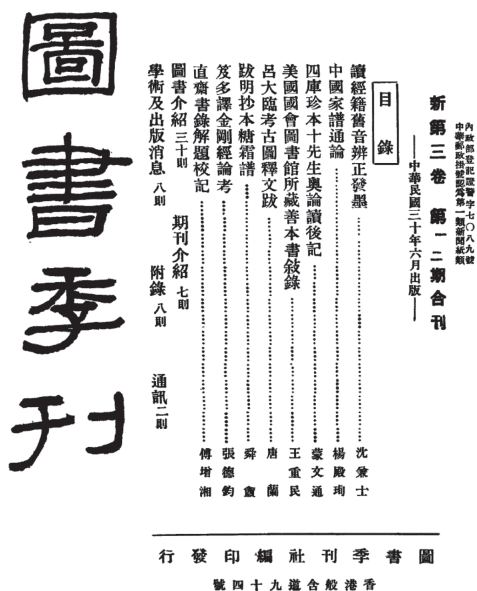 圖書季刊
內政部登記證警字七〇八九號
中華郵政掛號認爲第一類新聞紙類
新第三卷 第一二期合刊
——中華民國三十年六月出版——
目錄
讀經籍舊音辨正發墨……沈兼士
中國家譜通論……楊殿珣
四庫珍本十先生奧論讀後記……蒙文通
美國國會圖書館所藏善本書敍錄……王重民
呂大臨考古圖釋文跋……唐蘭
跋明抄本糖霜譜……舜盦
笈多譯金剛經論考……張德鈞
直齋書錄解題校記……傅增湘
圖書介紹 三十則 期刊介紹 七則
學術及出版消息 八則 附錄 八則 通訊 二則
圖書季刊社編印發行
香港般含道九十四號